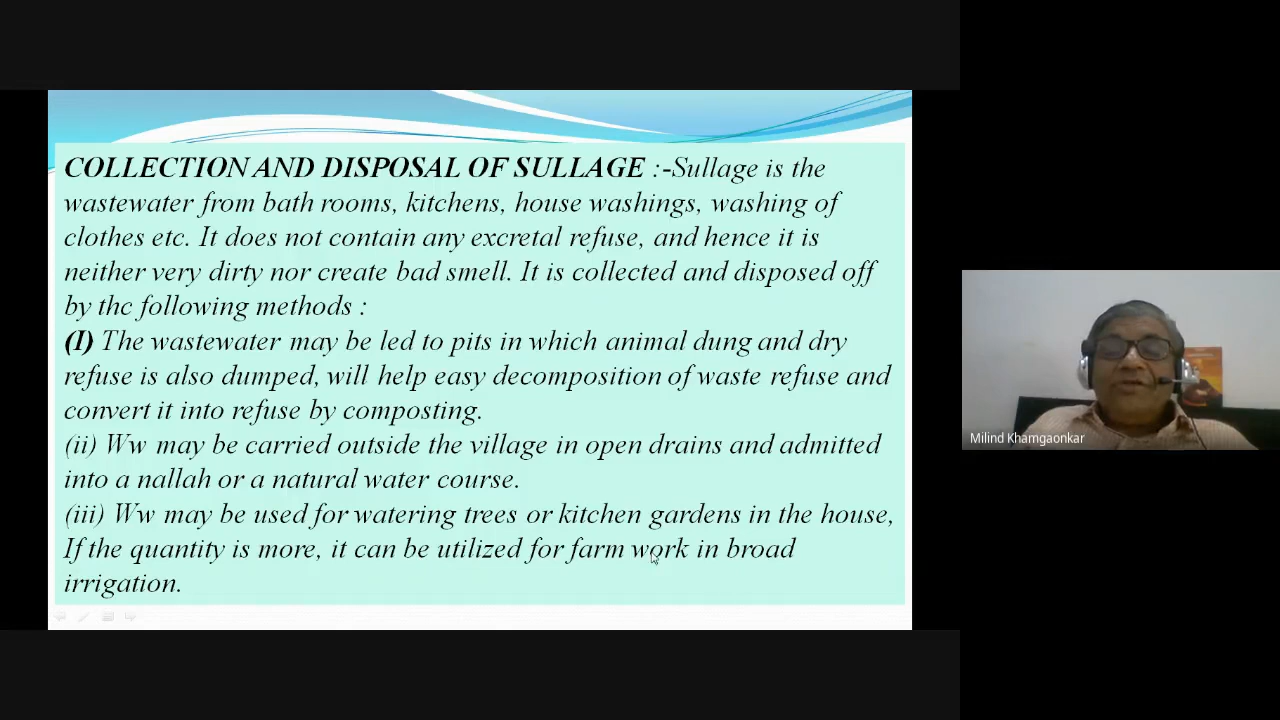 COLLECTION AND DISPOSAL OF SULLAGE :-Sullage is the
wastewater from bath rooms, kitchens, house washings, washing of
clothes etc. It does not contain any excretal refuse, and hence it is
neither very dirty nor create bad smell. It is collected and disposed off
by thc following methods :
(I) The wastewater may be led to pits in which animal dung and dry
refuse is also dumped, will help easy decomposition of waste refuse and
convert it into refuse by composting.
(ii) Ww may be carried outside the village in open drains and admitted
into a nallah or a natural water course.
(iii) Ww may be used for watering trees or kitchen gardens in the house,
If the quantity is more, it can be utilized for farm work in broad
irrigation.
Milind Khamgaonkar